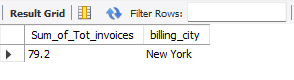 Result Grid Filter Rows:
Sum_of_Tot_invoices billing_city
79.2 New York